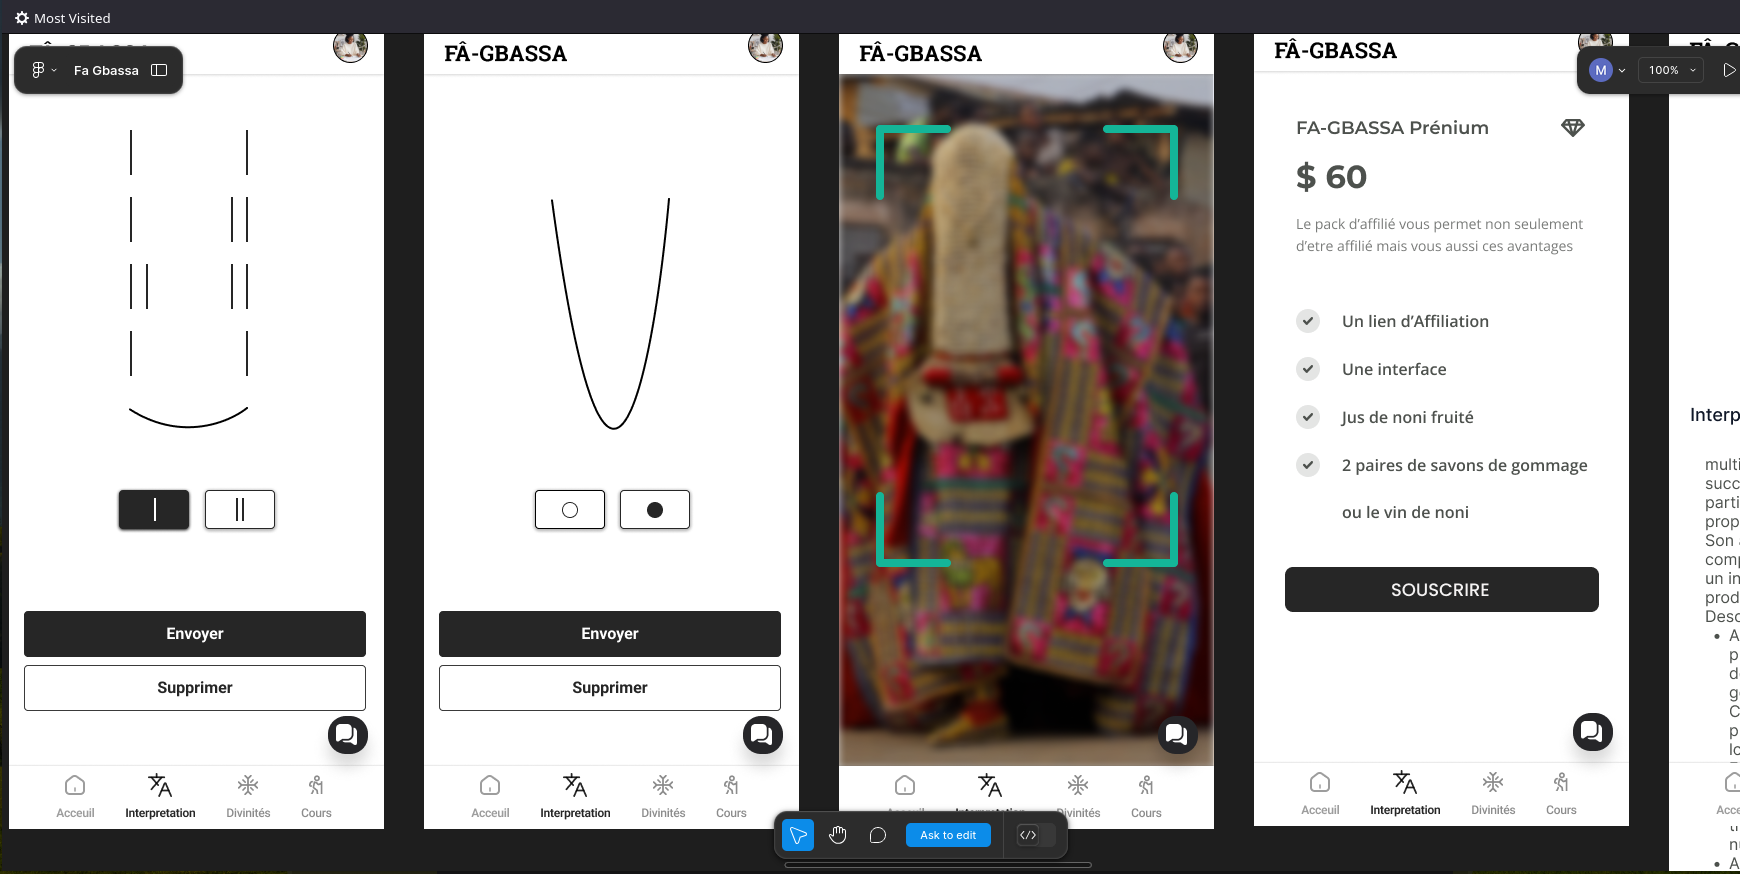 Most Visited
Fa Gbassa
FÂ-GBASSA
Envoyer
Supprimer
Acceuil
Interpretation
Divinités
Cours
FÂ-GBASSA
Envoyer
Supprimer
Acceuil
Interpretation
Divinités
Cours
FÂ-GBASSA
Acceuil
Interpretation
Divinités
Cours
FÂ-GBASSA
M
100%
FA-GBASSA Prénium
$ 60
Le pack d’affilié vous permet non seulement
d’etre affilié mais vous aussi ces avantages
Un lien d’Affiliation
Une interface
Jus de noni fruité
2 paires de savons de gommage
ou le vin de noni
SOUSCRIRE
Acceuil
Interpretation
Divinités
Cours
Interp
multi
succ
parti
prop
Son
comp
un in
prod
Desc
Ask to edit